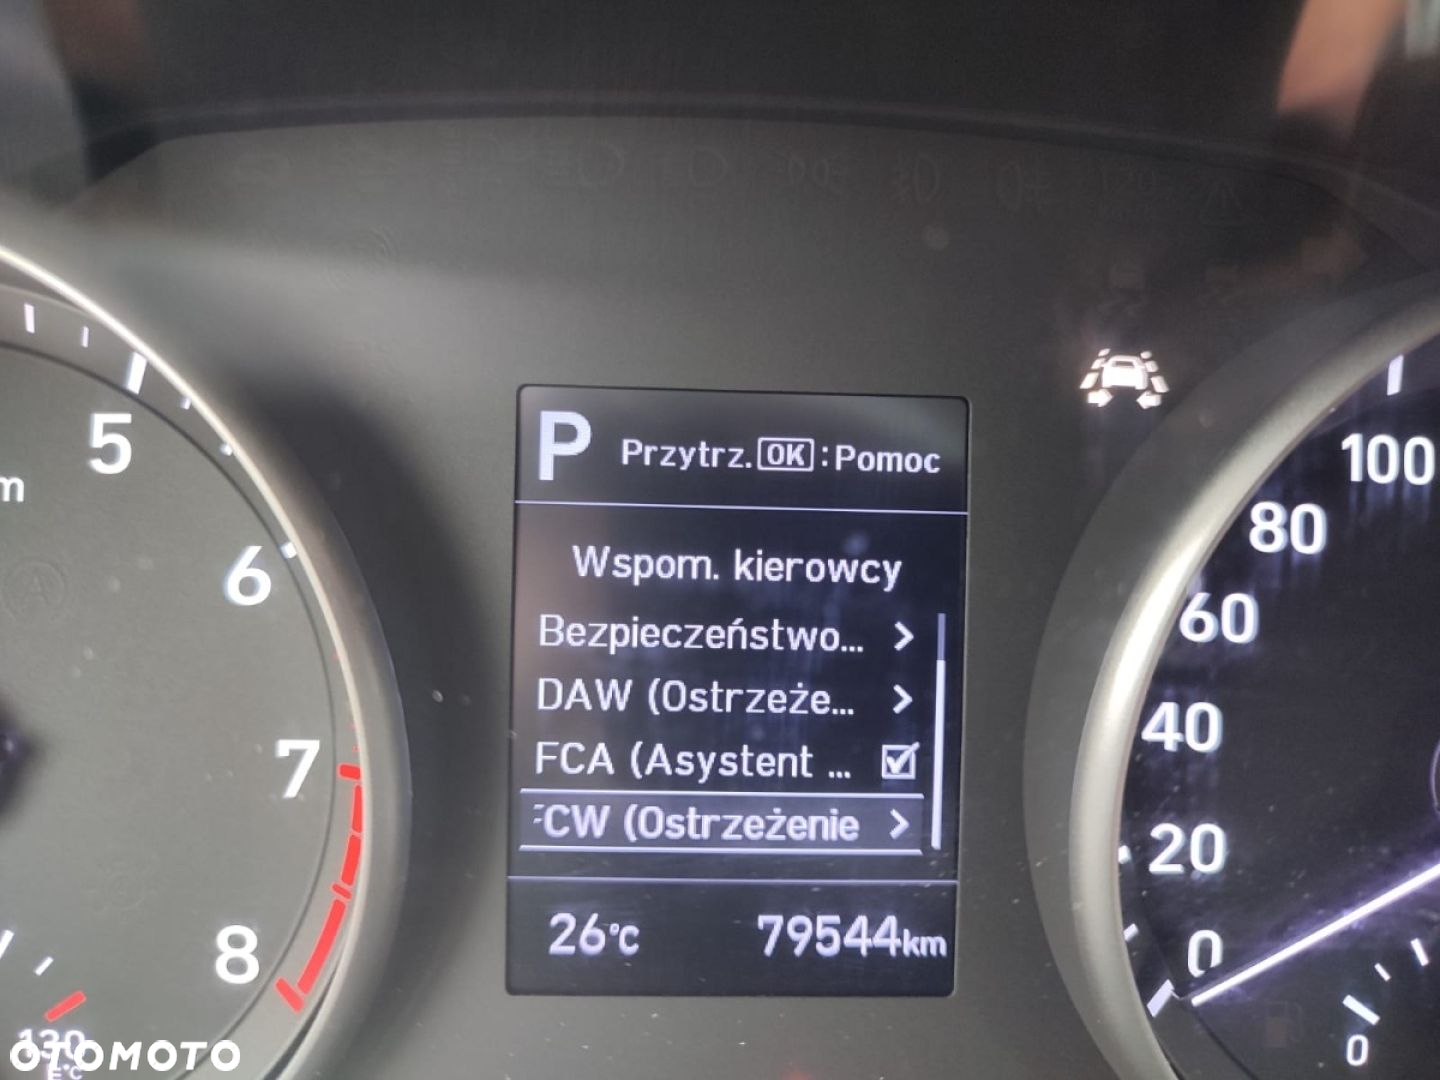 P
Przytrz. OK : Pomoc
Wspom. kierowcy
Bezpieczeństwo...
DAW (Ostrzeże...
FCA (Asystent ...
CW (Ostrzeżenie
26°C 79544km
5
6
7
8
130
°C
m
100
80
60
40
20
0
0
OTOMOTO